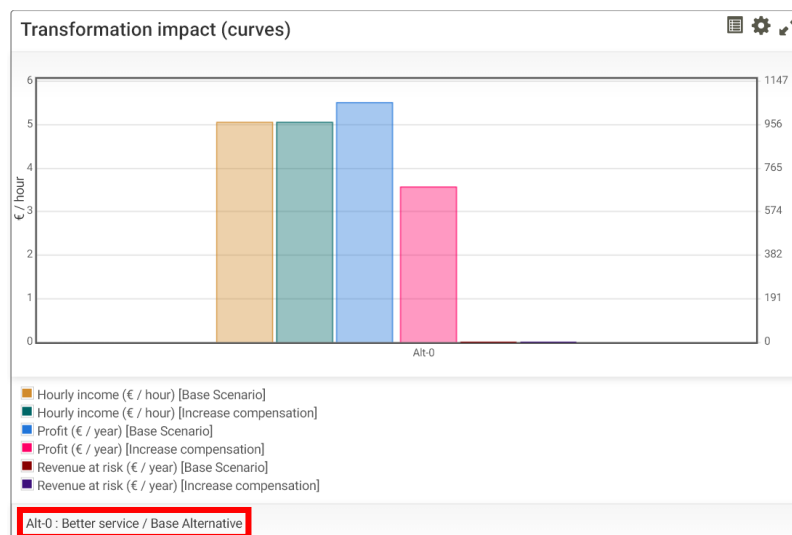 Transformation impact (curves)
6
5
4
3
2
1
0
€ / hour
1147
956
765
574
382
191
0
Alt-0
Hourly income (€ / hour) [Base Scenario]
Hourly income (€ / hour) [Increase compensation]
Profit (€ / year) [Base Scenario]
Profit (€ / year) [Increase compensation]
Revenue at risk (€ / year) [Base Scenario]
Revenue at risk (€ / year) [Increase compensation]
Alt-0 : Better service / Base Alternative